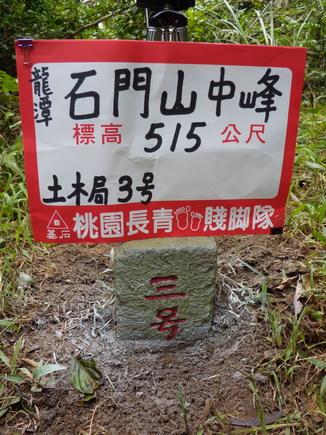 龍潭 石門山中峰
標高 515 公尺
土木局3号
基石 桃園長青 賤脚隊
三号